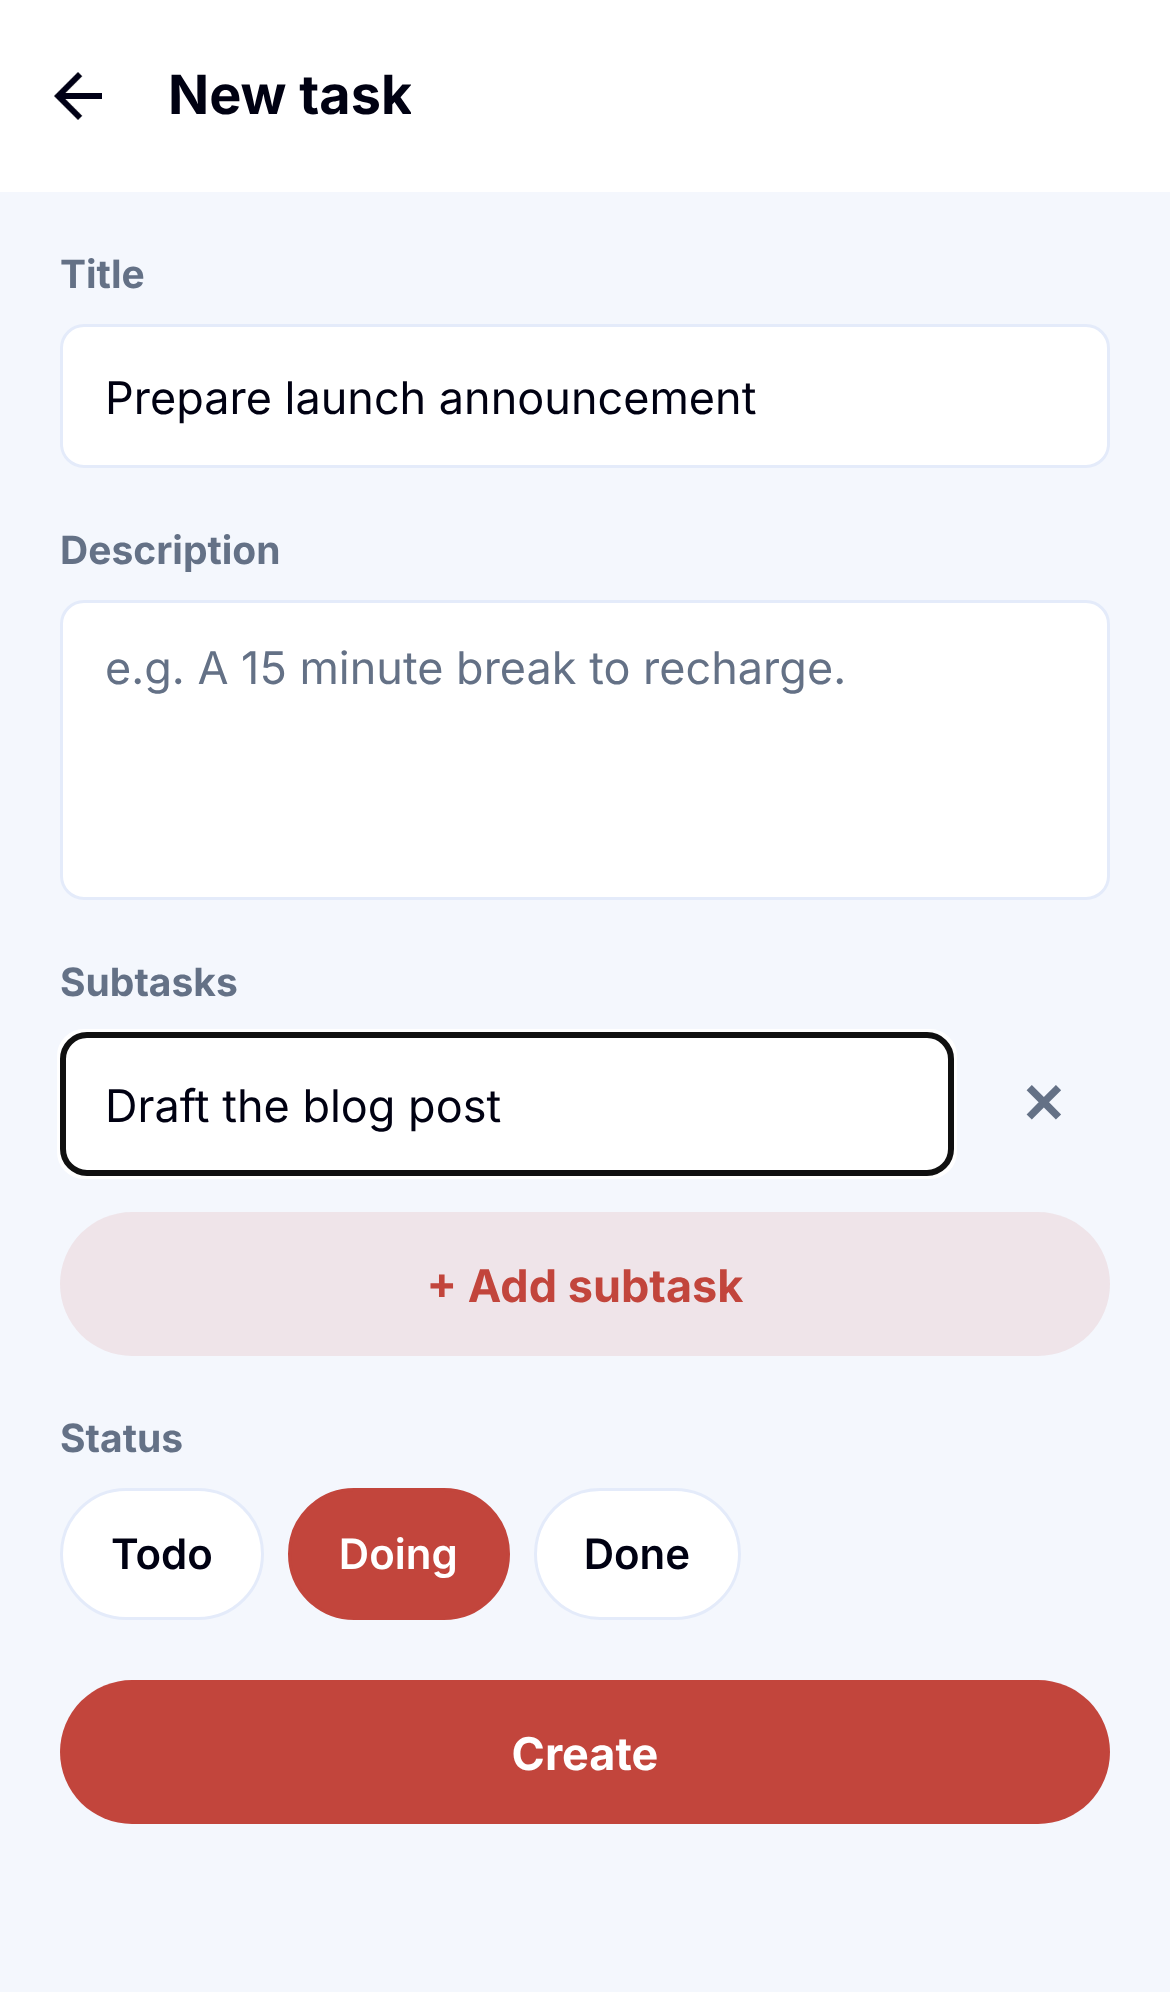 New task
Title
Prepare launch announcement
Description
e.g. A 15 minute break to recharge.
Subtasks
Draft the blog post
+ Add subtask
Status
Todo
Doing
Done
Create